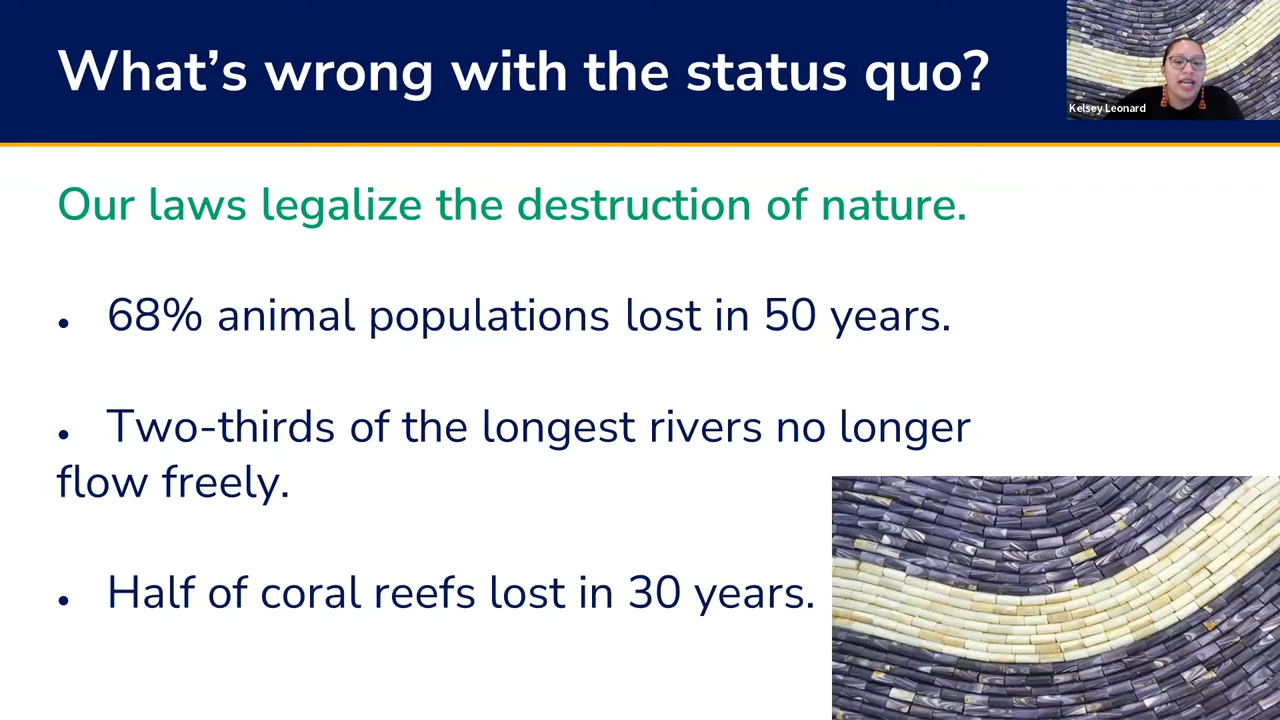 What’s wrong with the status quo?
Kelsey Leonard
Our laws legalize the destruction of nature.
• 68% animal populations lost in 50 years.
• Two-thirds of the longest rivers no longer
flow freely.
• Half of coral reefs lost in 30 years.